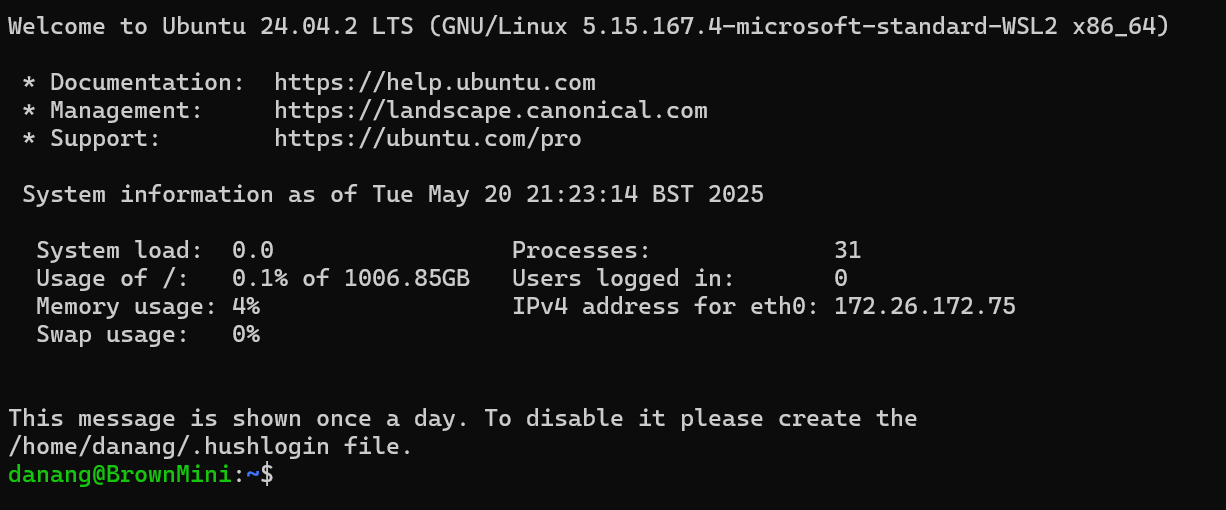 Welcome to Ubuntu 24.04.2 LTS (GNU/Linux 5.15.167.4-microsoft-standard-WSL2 x86_64)
* Documentation:  https://help.ubuntu.com
* Management:     https://landscape.canonical.com
* Support:        https://ubuntu.com/pro
System information as of Tue May 20 21:23:14 BST 2025
System load:  0.0                 Processes:             31
Usage of /:   0.1% of 1006.85GB   Users logged in:       0
Memory usage: 4%                  IPv4 address for eth0: 172.26.172.75
Swap usage:   0%
This message is shown once a day. To disable it please create the
/home/danang/.hushlogin file.
danang@BrownMini:~$